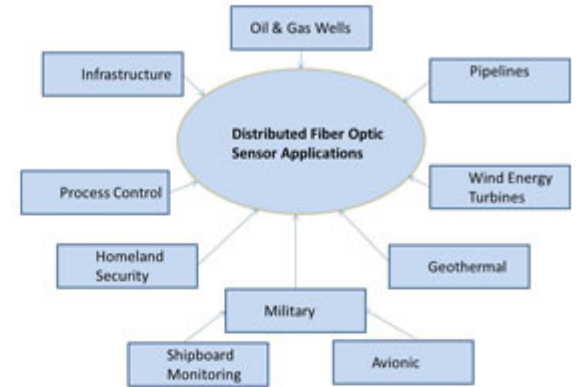 Oil & Gas Wells
Infrastructure
Pipelines
Distributed Fiber Optic
Sensor Applications
Process Control
Wind Energy
Turbines
Homeland
Security
Geothermal
Military
Shipboard
Monitoring
Avionic